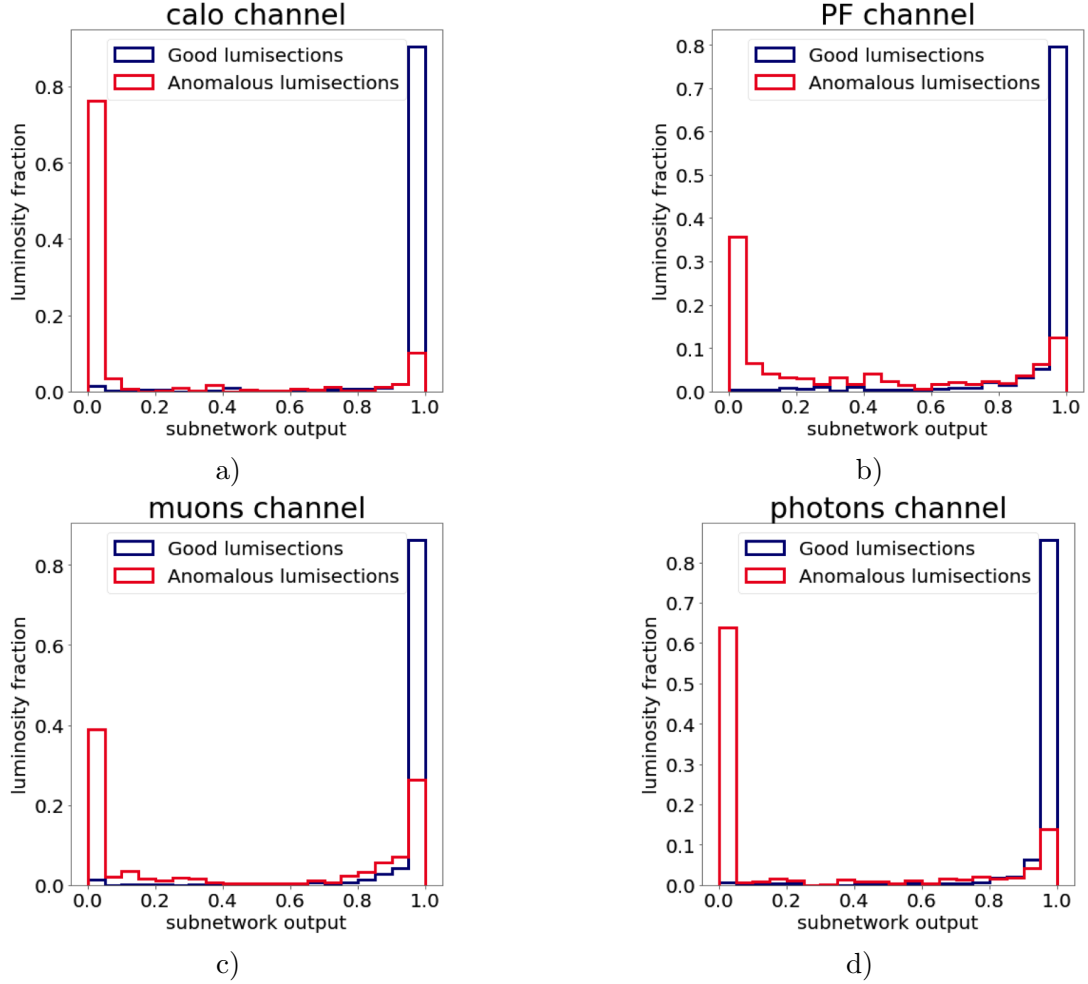 calo channel
Good lumisections
Anomalous lumisections
luminosity fraction
0.8
0.6
0.4
0.2
0.0
0.0 0.2 0.4 0.6 0.8 1.0
subnetwork output
a)
PF channel
Good lumisections
Anomalous lumisections
luminosity fraction
0.8
0.7
0.6
0.5
0.4
0.3
0.2
0.1
0.0
0.0 0.2 0.4 0.6 0.8 1.0
subnetwork output
b)
muons channel
Good lumisections
Anomalous lumisections
luminosity fraction
0.8
0.6
0.4
0.2
0.0
0.0 0.2 0.4 0.6 0.8 1.0
subnetwork output
c)
photons channel
Good lumisections
Anomalous lumisections
luminosity fraction
0.8
0.7
0.6
0.5
0.4
0.3
0.2
0.1
0.0
0.0 0.2 0.4 0.6 0.8 1.0
subnetwork output
d)